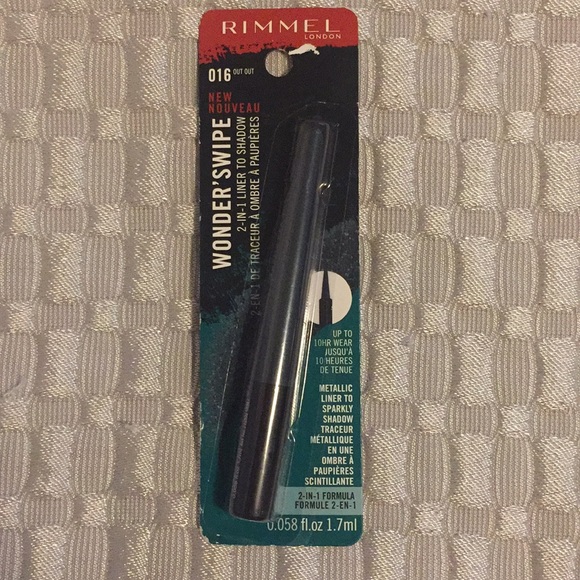 RIMMEL
LONDON
016 OUT OUT
NEW
NOUVEAU
WONDER'SWIPE
2-IN-1 LINER TO SHADOW
2-EN-1 DE TRACEUR À OMBRE À PAUPIÈRES
UP TO
10HR WEAR
JUSQU'À
10 HEURES
DE TENUE
METALLIC
LINER TO
SPARKLY
SHADOW
TRACEUR
MÉTALLIQUE
EN UNE
OMBRE À
PAUPIÈRES
SCINTILLANTE
2-IN-1 FORMULA
FORMULE 2-EN-1
0.058 fl.oz 1.7ml